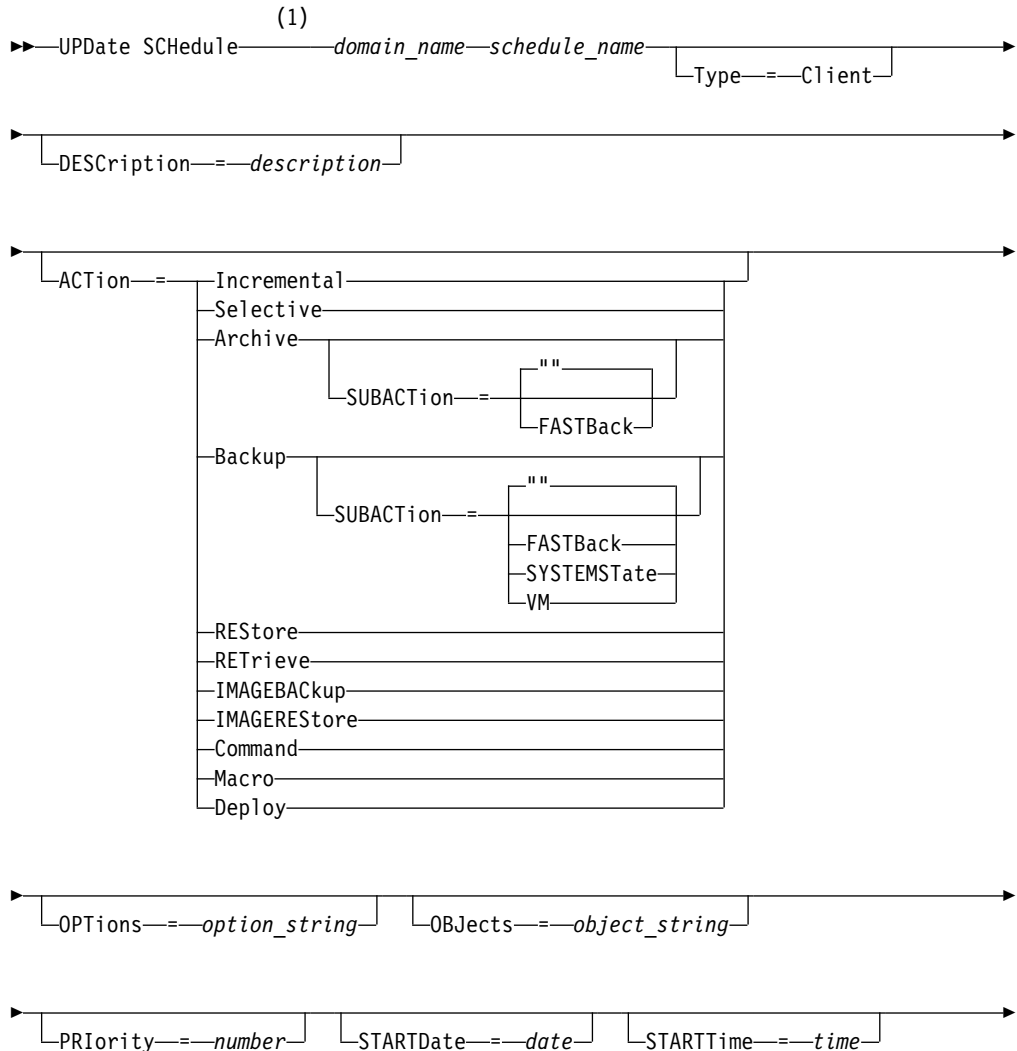 (1)
UPDate SCHedule domain_name schedule_name
Type = Client
DESCription = description
ACTion = Incremental
Selective
Archive
""
SUBACTion =
FASTBack
Backup
""
SUBACTion =
FASTBack
SYSTEMSTate
VM
REStore
RETrieve
IMAGEBACkup
IMAGEREStore
Command
Macro
Deploy
OPTions = option_string OBJects = object_string
PRIority = number STARTDate = date STARTTime = time